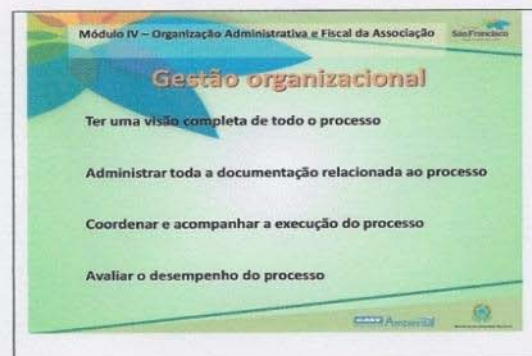 Módulo IV – Organização Administrativa e Fiscal da Associação
São Francisco
Gestão organizacional
Ter uma visão completa de todo o processo
Administrar toda a documentação relacionada ao processo
Coordenar e acompanhar a execução do processo
Avaliar o desempenho do processo
Ambiental